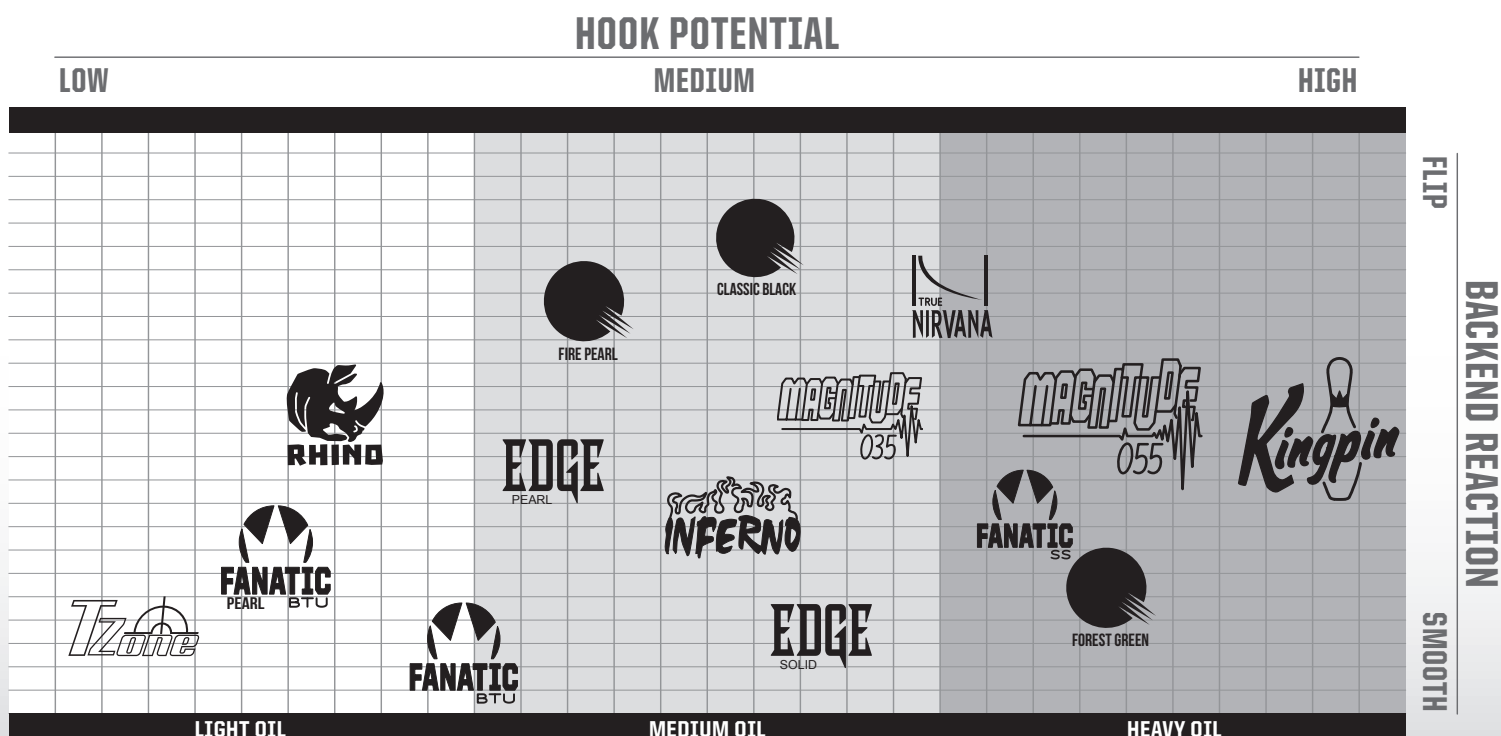 HOOK POTENTIAL
LOW MEDIUM HIGH
FLIP
BACKEND REACTION
SMOOTH
CLASSIC BLACK
TRUE
NIRVANA
FIRE PEARL
RHINO
MAGNITUDE
035
MAGNITUDE
055
Kingpin
EDGE
PEARL
INFERNO
FANATIC
SS
FANATIC
PEARL BTU
TZone
FANATIC
BTU
EDGE
SOLID
FOREST GREEN
LIGHT OIL MEDIUM OIL HEAVY OIL